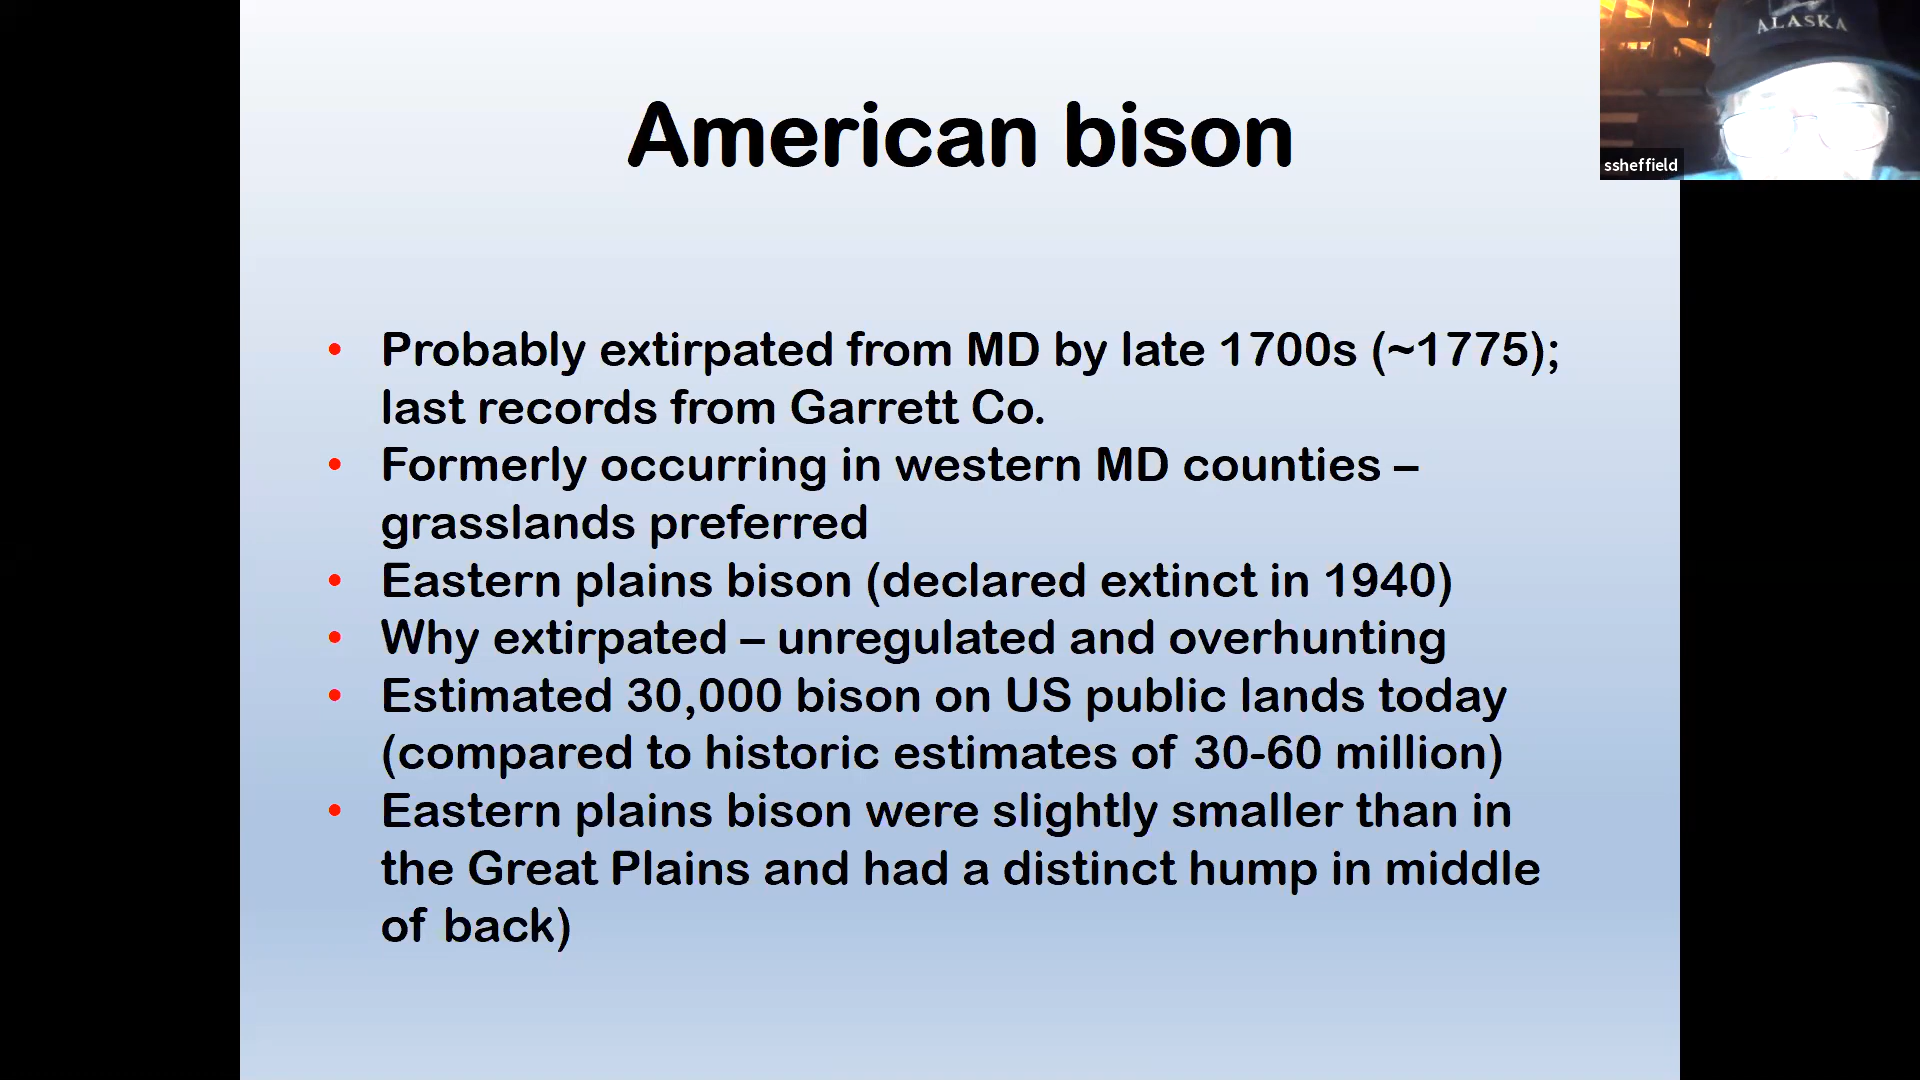 American bison
• Probably extirpated from MD by late 1700s (~1775);
last records from Garrett Co.
• Formerly occurring in western MD counties –
grasslands preferred
• Eastern plains bison (declared extinct in 1940)
• Why extirpated – unregulated and overhunting
• Estimated 30,000 bison on US public lands today
(compared to historic estimates of 30-60 million)
• Eastern plains bison were slightly smaller than in
the Great Plains and had a distinct hump in middle
of back)
ALASKA
ssheffield